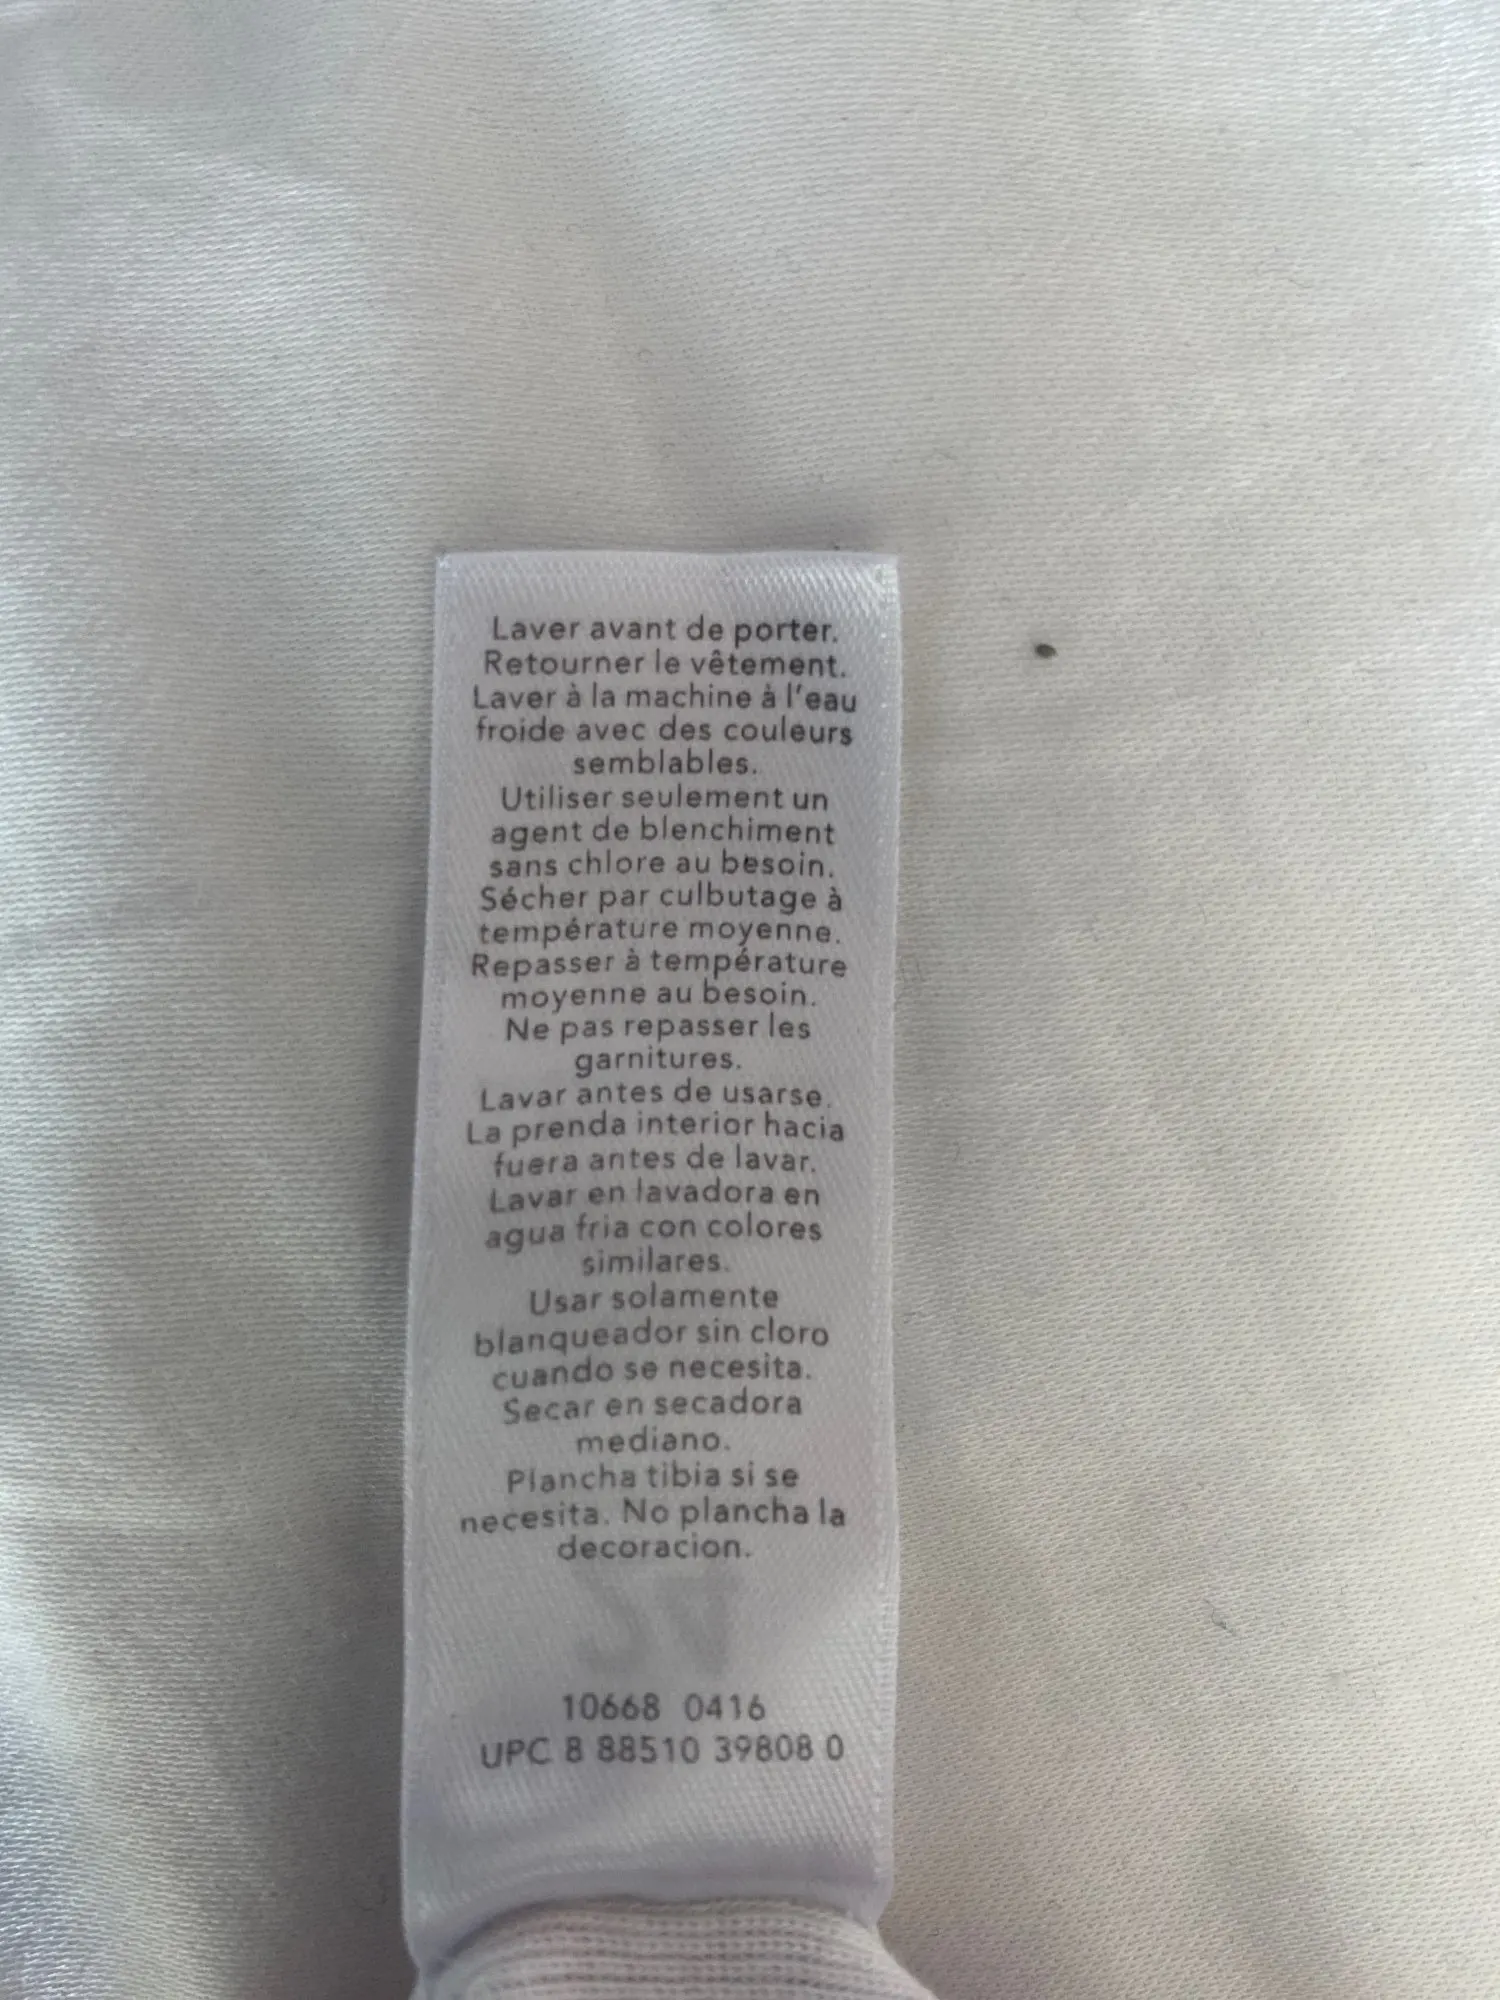 Laver avant de porter.
Retourner le vêtement.
Laver à la machine à l'eau
froide avec des couleurs
semblables.
Utiliser seulement un
agent de blenchiment
sans chlore au besoin.
Sécher par culbutage à
température moyenne.
Repasser à température
moyenne au besoin.
Ne pas repasser les
garnitures.
Lavar antes de usarse.
La prenda interior hacia
fuera antes de lavar.
Lavar en lavadora en
agua fria con colores
similares.
Usar solamente
blanqueador sin cloro
cuando se necesita.
Secar en secadora
mediano.
Plancha tibia si se
necesita. No plancha la
decoracion.
10668 0416
UPC 8 88510 39808 0